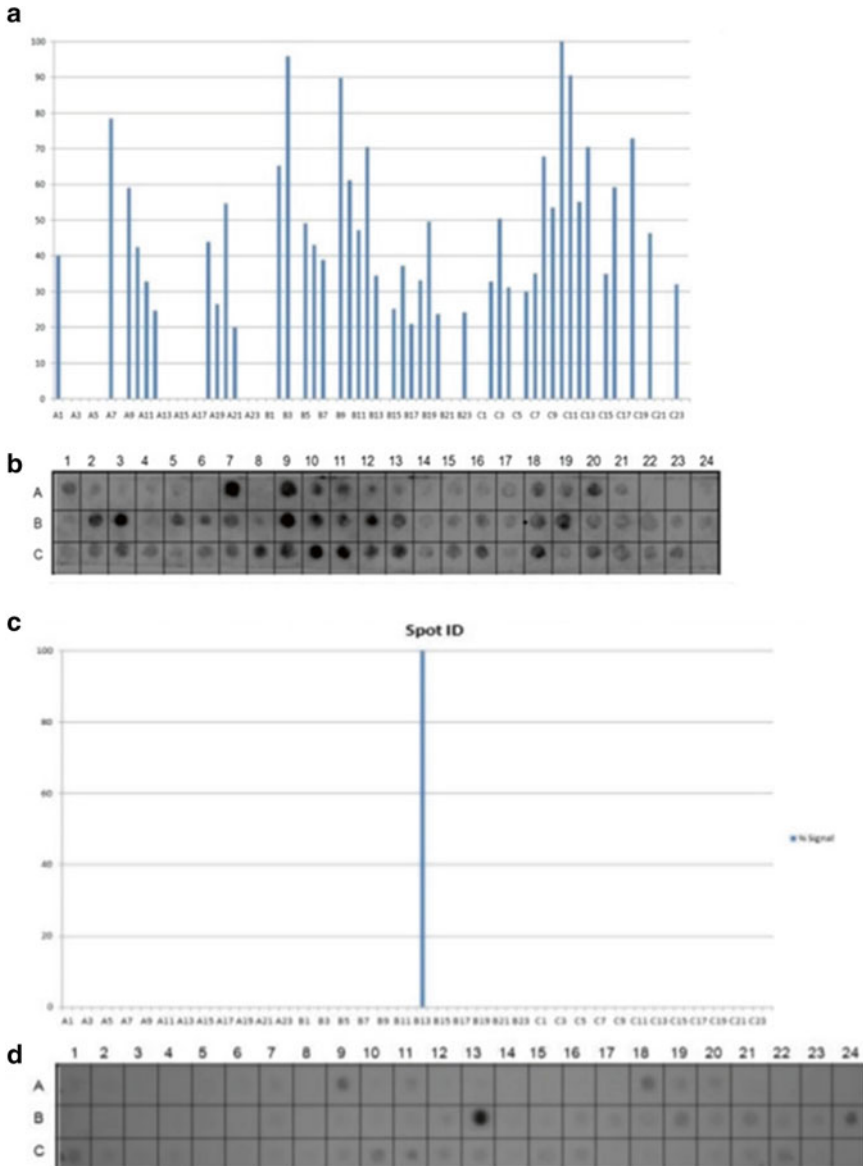 a
100
90
80
70
60
50
40
30
20
10
0
A1 A3 A5 A7 A9 A11 A13 A15 A17 A19 A21 A23 B1 B3 B5 B7 B9 B11 B13 B15 B17 B19 B21 B23 C1 C3 C5 C7 C9 C11 C13 C15 C17 C19 C21 C23
b
1 2 3 4 5 6 7 8 9 10 11 12 13 14 15 16 17 18 19 20 21 22 23 24
A
B
C
c
Spot ID
100
80
60
40
20
0
% Signal
A1 A3 A5 A7 A9 A11 A13 A15 A17 A19 A21 A23 B1 B3 B5 B7 B9 B11 B13 B15 B17 B19 B21 B23 C1 C3 C5 C7 C9 C11 C13 C15 C17 C19 C21 C23
d
1 2 3 4 5 6 7 8 9 10 11 12 13 14 15 16 17 18 19 20 21 22 23 24
A
B
C